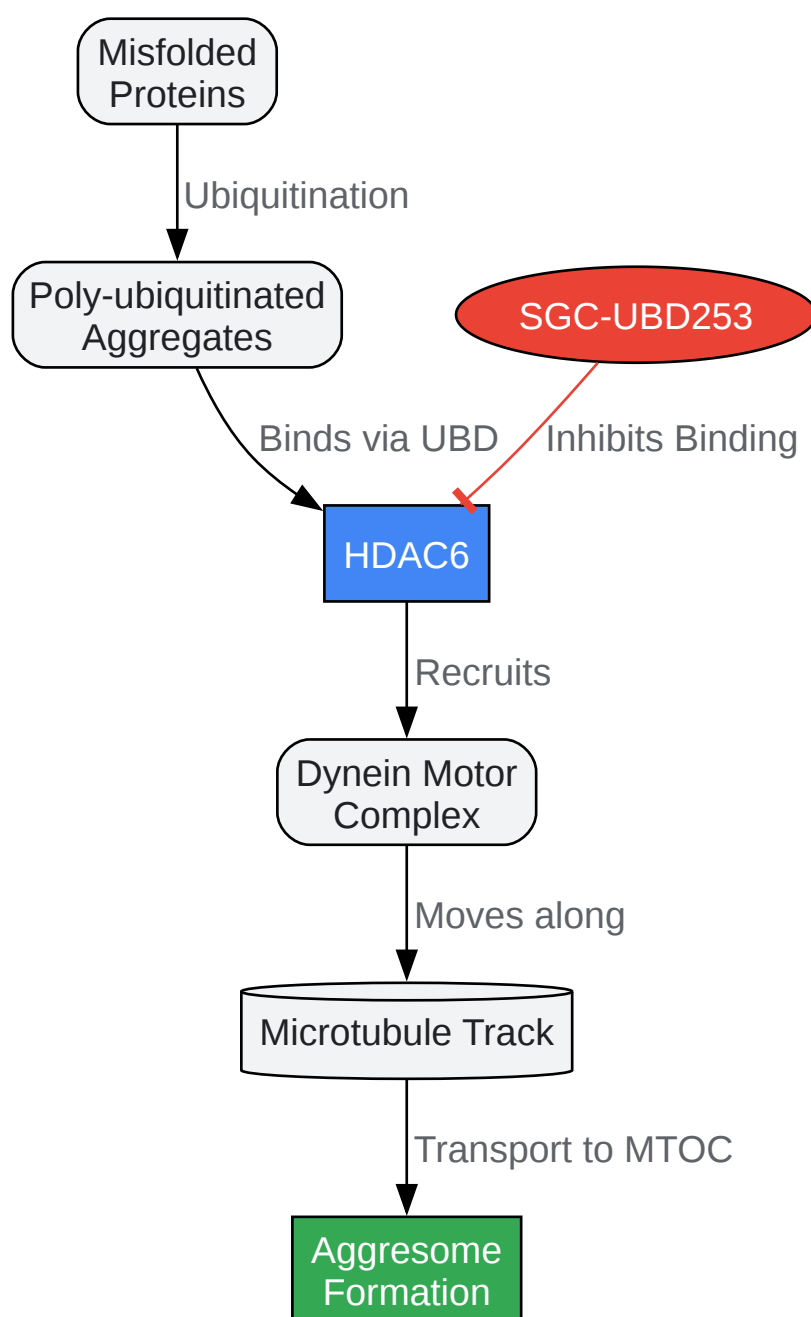 Misfolded
Proteins
Ubiquitination
Poly-ubiquitinated
Aggregates
SGC-UBD253
Binds via UBD
Inhibits Binding
HDAC6
Recruits
Dynein Motor
Complex
Moves along
Microtubule Track
Transport to MTOC
Aggresome
Formation